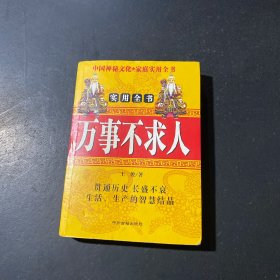 中国神秘文化•家庭实用全书
实用全书
万事不求人
贯通历史 长盛不衰
生活、生产的智慧结晶